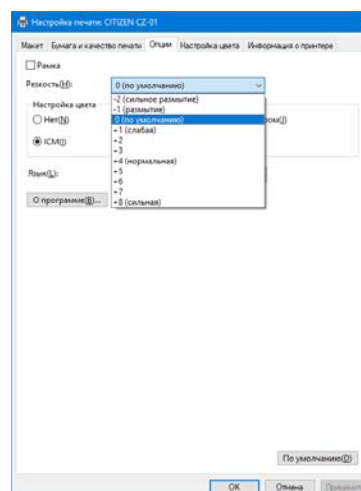 Настройка печати: CITIZEN CZ-01
Макет Бумага и качество печати Опции Настройка цвета Информация о принтере
Рамка
Резкость(H): 0 (по умолчанию)
-2 (сильное размытие)
-1 (размытие)
Настройка цвета
0 (по умолчанию)
Нет(N)
+1 (слабая)
+2
ICM(I)
+3
+4 (нормальная)
+5
Язык(L):
+6
+7
О программе(B)...
+8 (сильная)
По умолчанию(D)
OK Отмена